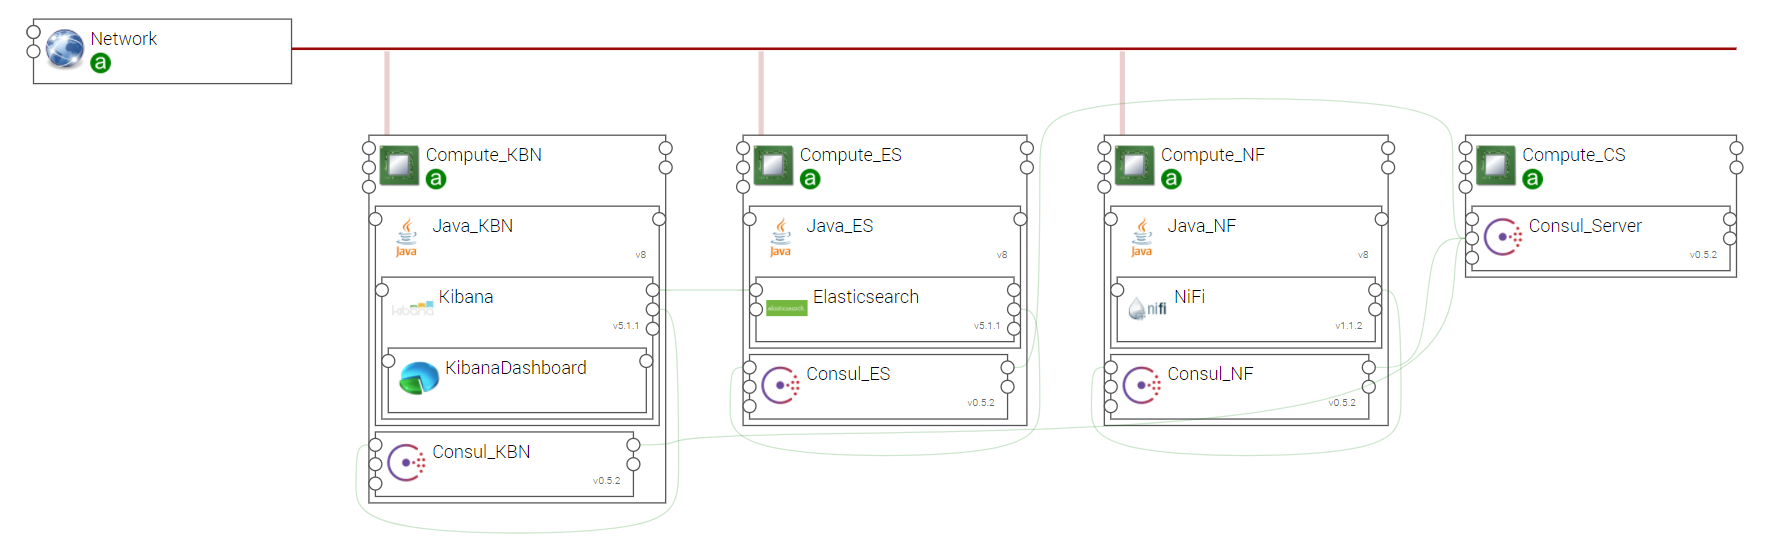 Network
a
Compute_KBN
a
Java_KBN
Java
v8
Kibana
kibana
v5.1.1
KibanaDashboard
Consul_KBN
v0.5.2
Compute_ES
a
Java_ES
Java
v8
Elasticsearch
elasticsearch
v5.1.1
Consul_ES
v0.5.2
Compute_NF
a
Java_NF
Java
v8
NiFi
nifi
v1.1.2
Consul_NF
v0.5.2
Compute_CS
a
Consul_Server
v0.5.2